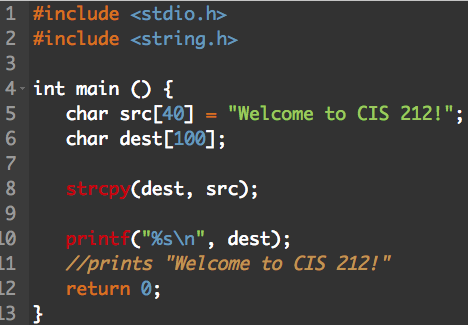 1 #include <stdio.h>
2 #include <string.h>
3
4 int main () {
5 char src[40] = "Welcome to CIS 212!";
6 char dest[100];
7
8 strcpy(dest, src);
9
10 printf("%s\n", dest);
11 //prints "Welcome to CIS 212!"
12 return 0;
13 }